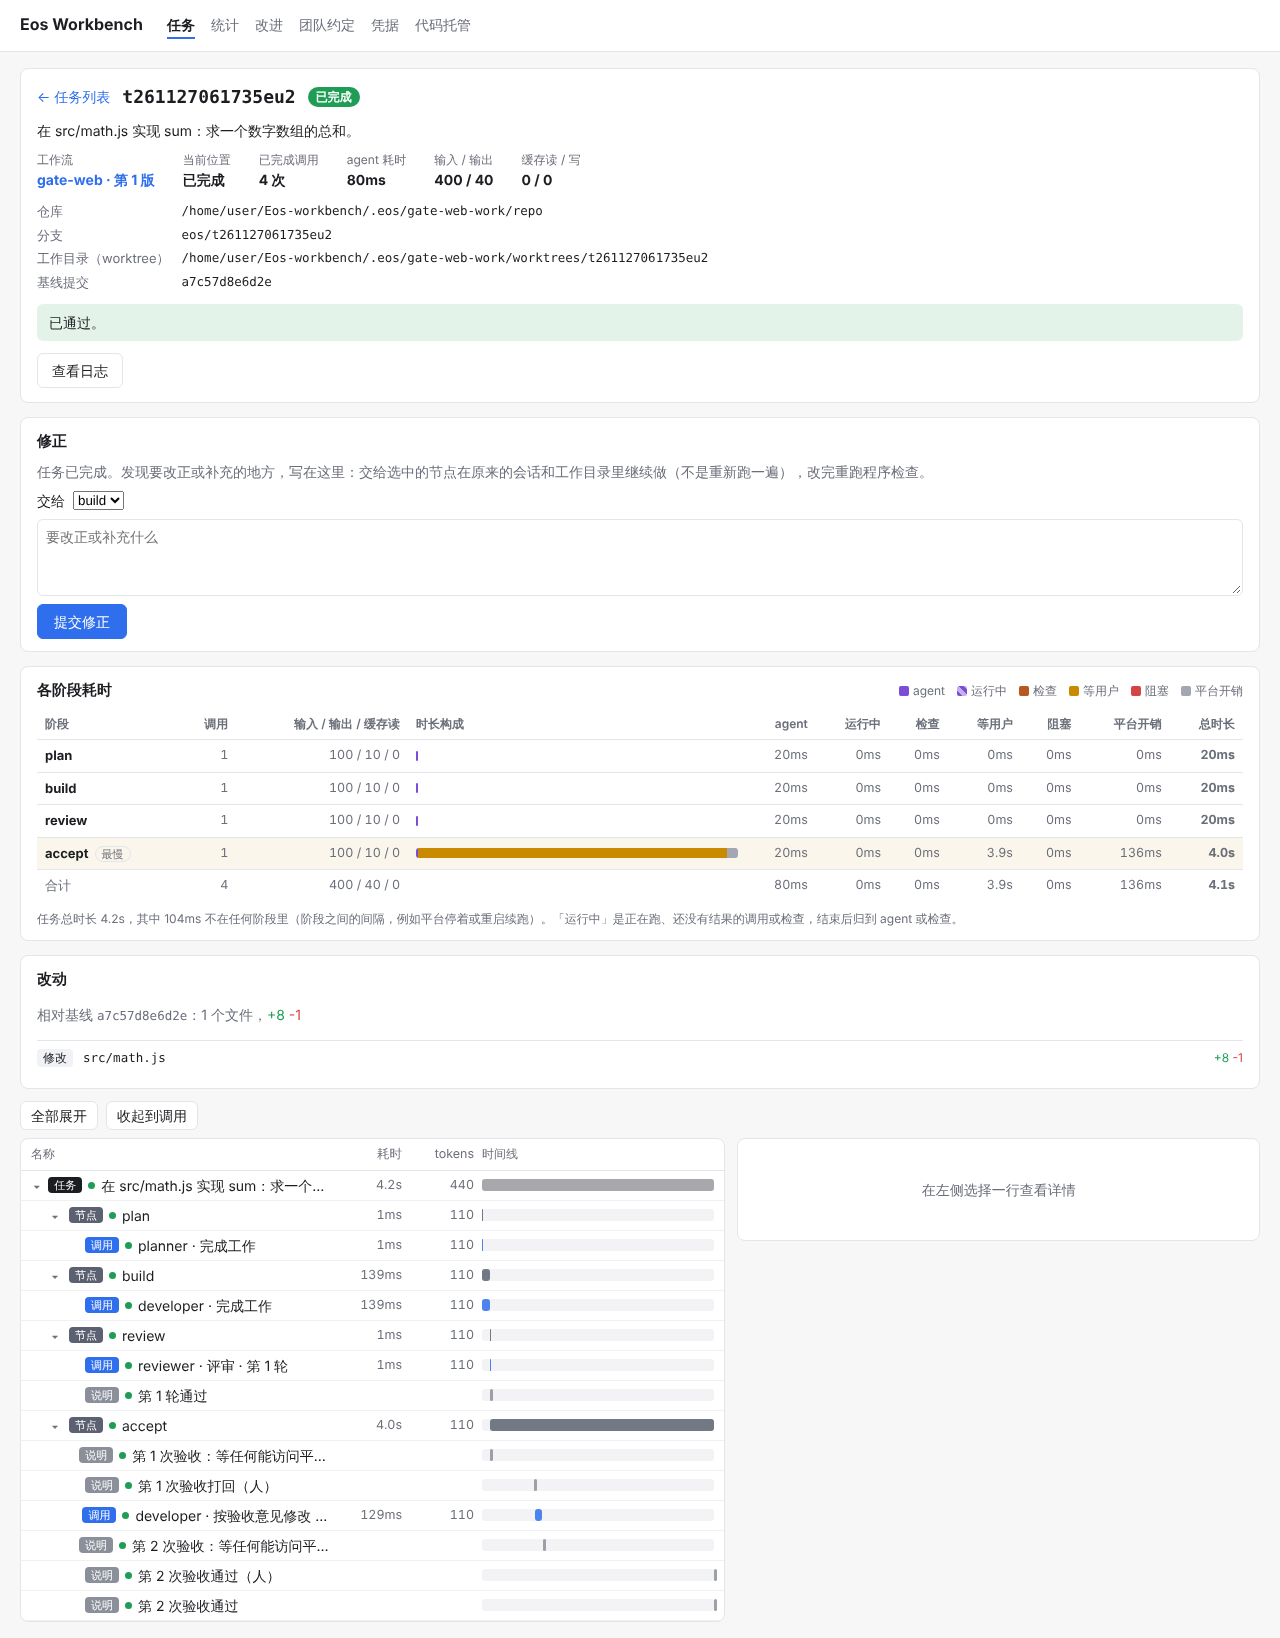 Eos Workbench 任务 统计 改进 团队约定 凭据 代码托管
← 任务列表 t261127061735eu2 已完成
在 src/math.js 实现 sum：求一个数字数组的总和。
工作流 当前位置 已完成调用 agent 耗时 输入 / 输出 缓存读 / 写
gate-web · 第 1 版 已完成 4 次 80ms 400 / 40 0 / 0
仓库 /home/user/Eos-workbench/.eos/gate-web-work/repo
分支 eos/t261127061735eu2
工作目录（worktree） /home/user/Eos-workbench/.eos/gate-web-work/worktrees/t261127061735eu2
基线提交 a7c57d8e6d2e
已通过。
查看日志
修正
任务已完成。发现要改正或补充的地方，写在这里：交给选中的节点在原来的会话和工作目录里继续做（不是重新跑一遍），改完重跑程序检查。
交给 build
要改正或补充什么
提交修正
各阶段耗时 agent 运行中 检查 等用户 阻塞 平台开销
阶段 调用 输入 / 输出 / 缓存读 时长构成 agent 运行中 检查 等用户 阻塞 平台开销 总时长
plan 1 100 / 10 / 0 20ms 0ms 0ms 0ms 0ms 0ms 20ms
build 1 100 / 10 / 0 20ms 0ms 0ms 0ms 0ms 0ms 20ms
review 1 100 / 10 / 0 20ms 0ms 0ms 0ms 0ms 0ms 20ms
accept 最慢 1 100 / 10 / 0 20ms 0ms 0ms 3.9s 0ms 136ms 4.0s
合计 4 400 / 40 / 0 80ms 0ms 0ms 3.9s 0ms 136ms 4.1s
任务总时长 4.2s，其中 104ms 不在任何阶段里（阶段之间的间隔，例如平台停着或重启续跑）。「运行中」是正在跑、还没有结果的调用或检查，结束后归到 agent 或检查。
改动
相对基线 a7c57d8e6d2e：1 个文件，+8 -1
修改 src/math.js +8 -1
全部展开 收起到调用
名称 耗时 tokens 时间线
任务 在 src/math.js 实现 sum：求一个... 4.2s 440
在左侧选择一行查看详情
节点 plan 1ms 110
调用 planner · 完成工作 1ms 110
节点 build 139ms 110
调用 developer · 完成工作 139ms 110
节点 review 1ms 110
调用 reviewer · 评审 · 第 1 轮 1ms 110
说明 第 1 轮通过
节点 accept 4.0s 110
说明 第 1 次验收：等任何能访问平...
说明 第 1 次验收打回（人）
调用 developer · 按验收意见修改 ... 129ms 110
说明 第 2 次验收：等任何能访问平...
说明 第 2 次验收通过（人）
说明 第 2 次验收通过